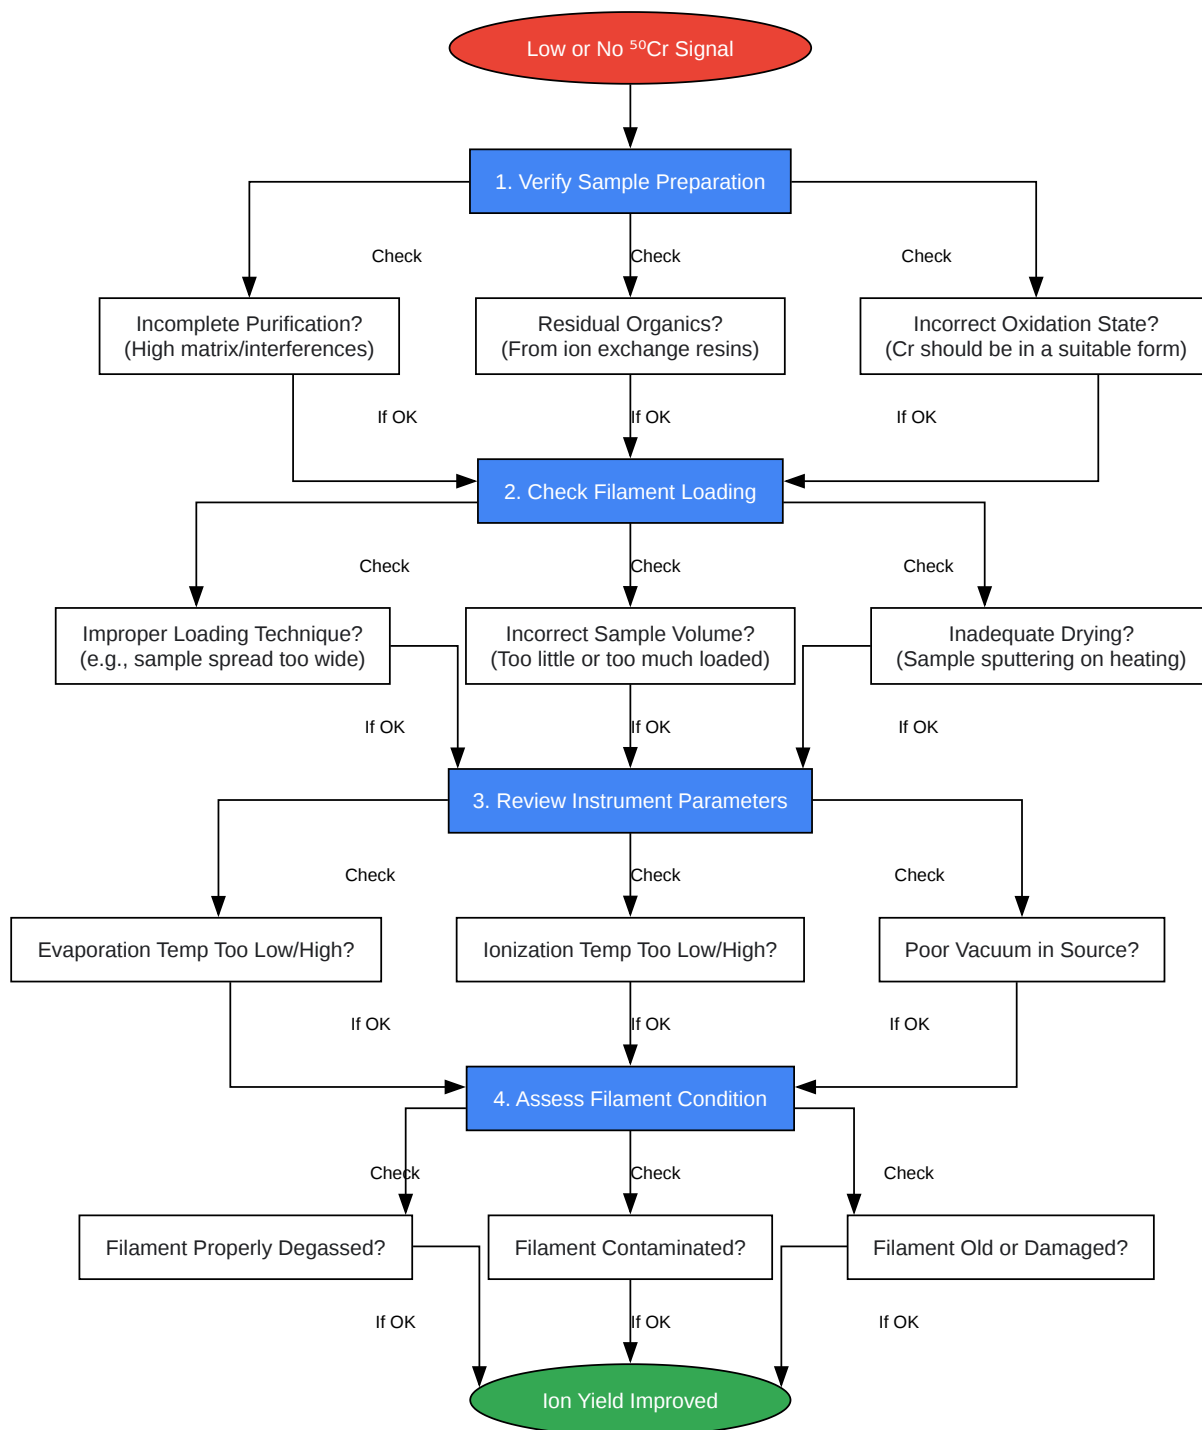 Low or No ⁵⁰Cr Signal
1. Verify Sample Preparation
Check
Check
Check
Incomplete Purification?
(High matrix/interferences)
Residual Organics?
(From ion exchange resins)
Incorrect Oxidation State?
(Cr should be in a suitable form)
If OK
If OK
If OK
2. Check Filament Loading
Check
Check
Check
Improper Loading Technique?
(e.g., sample spread too wide)
Incorrect Sample Volume?
(Too little or too much loaded)
Inadequate Drying?
(Sample sputtering on heating)
If OK
If OK
If OK
3. Review Instrument Parameters
Check
Check
Check
Evaporation Temp Too Low/High?
Ionization Temp Too Low/High?
Poor Vacuum in Source?
If OK
If OK
If OK
4. Assess Filament Condition
Check
Check
Check
Filament Properly Degassed?
Filament Contaminated?
Filament Old or Damaged?
If OK
If OK
If OK
Ion Yield Improved